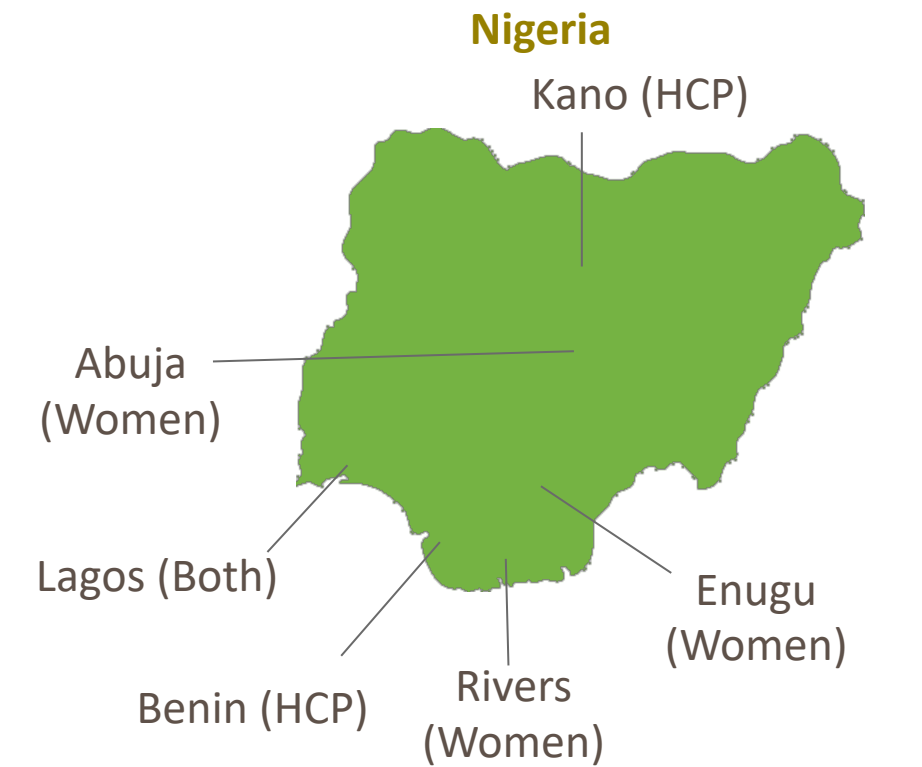 Nigeria
Kano (HCP)
Abuja
(Women)
Lagos (Both)
Enugu
(Women)
Benin (HCP)
Rivers
(Women)